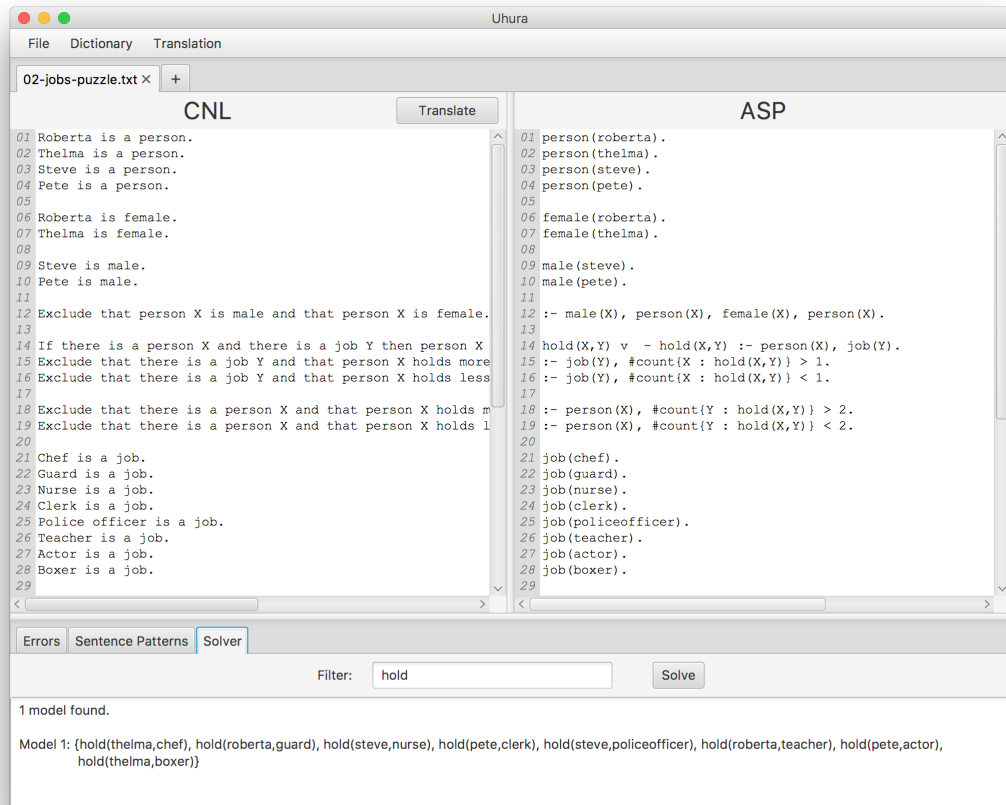 Uhura
File Dictionary Translation
02-jobs-puzzle.txt × +
CNL Translate
01 Roberta is a person.
02 Thelma is a person.
03 Steve is a person.
04 Pete is a person.
05
06 Roberta is female.
07 Thelma is female.
08
09 Steve is male.
10 Pete is male.
11
12 Exclude that person X is male and that person X is female.
13
14 If there is a person X and there is a job Y then person X
15 Exclude that there is a job Y and that person X holds more
16 Exclude that there is a job Y and that person X holds less
17
18 Exclude that there is a person X and that person X holds m
19 Exclude that there is a person X and that person X holds l
20
21 Chef is a job.
22 Guard is a job.
23 Nurse is a job.
24 Clerk is a job.
25 Police officer is a job.
26 Teacher is a job.
27 Actor is a job.
28 Boxer is a job.
29
ASP
01 person(roberta).
02 person(thelma).
03 person(steve).
04 person(pete).
05
06 female(roberta).
07 female(thelma).
08
09 male(steve).
10 male(pete).
11
12 :- male(X), person(X), female(X), person(X).
13
14 hold(X,Y) v  - hold(X,Y) :- person(X), job(Y).
15 :- job(Y), #count{X : hold(X,Y)} > 1.
16 :- job(Y), #count{X : hold(X,Y)} < 1.
17
18 :- person(X), #count{Y : hold(X,Y)} > 2.
19 :- person(X), #count{Y : hold(X,Y)} < 2.
20
21 job(chef).
22 job(guard).
23 job(nurse).
24 job(clerk).
25 job(policeofficer).
26 job(teacher).
27 job(actor).
28 job(boxer).
29
Errors Sentence Patterns Solver
Filter: hold Solve
1 model found.
Model 1: {hold(thelma,chef), hold(roberta,guard), hold(steve,nurse), hold(pete,clerk), hold(steve,policeofficer), hold(roberta,teacher), hold(pete,actor),
hold(thelma,boxer)}